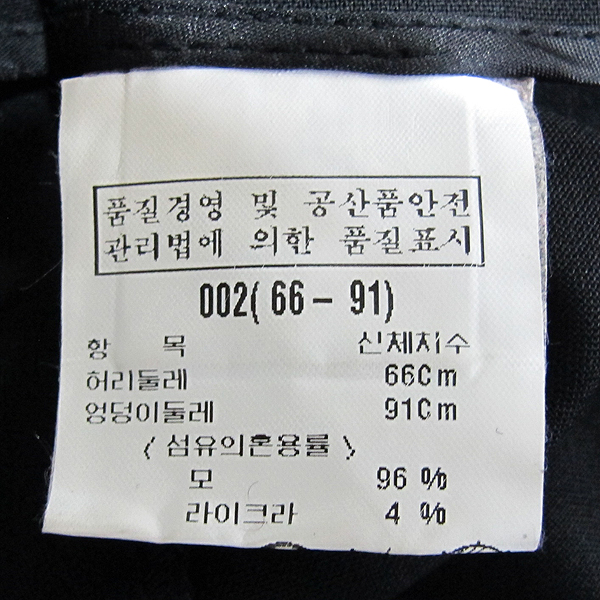 품질경영 및 공산품안전
관리법에 의한 품질표시
002( 66 - 91)
항 목 신체치수
허리둘레 66Cm
엉덩이둘레 91Cm
< 섬유의혼용률 >
모 96 %
라이크라 4 %